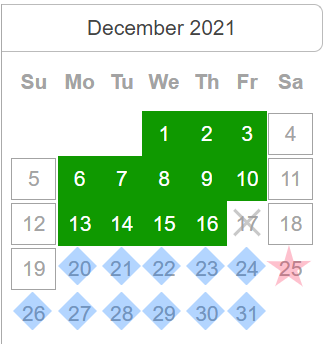 December 2021
Su Mo Tu We Th Fr Sa
1 2 3 4
5 6 7 8 9 10 11
12 13 14 15 16 17 18
19 20 21 22 23 24 25
26 27 28 29 30 31